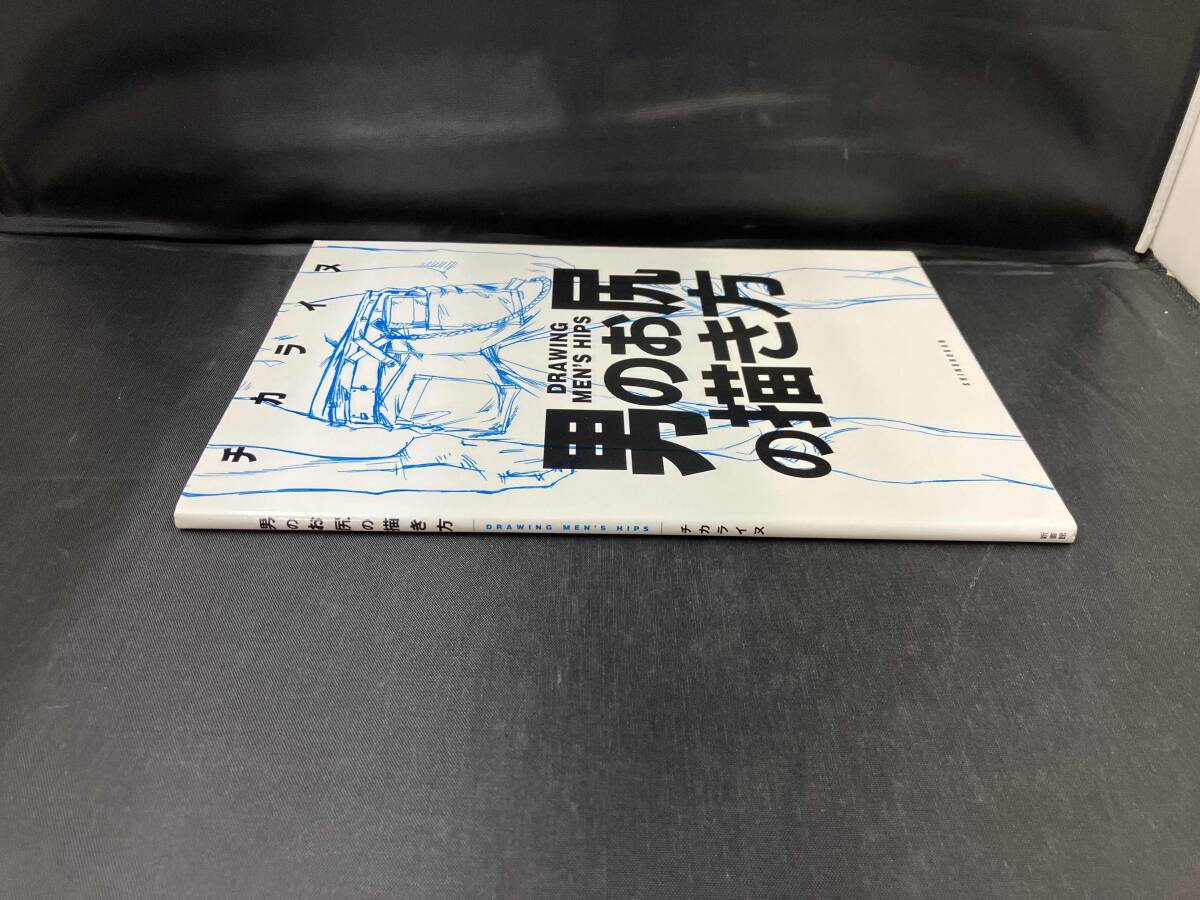 チカライヌ
男のお尻
の描き方
DRAWING
MEN'S HIPS
SHINSHOKAN
男のお尻の描き方
DRAWING MEN'S HIPS
チカライヌ
新書館